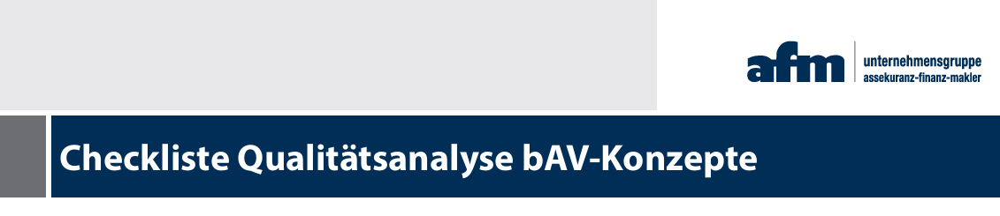 afm
unternehmensgruppe
assekuranz-finanz-makler
Checkliste Qualitätsanalyse bAV-Konzepte